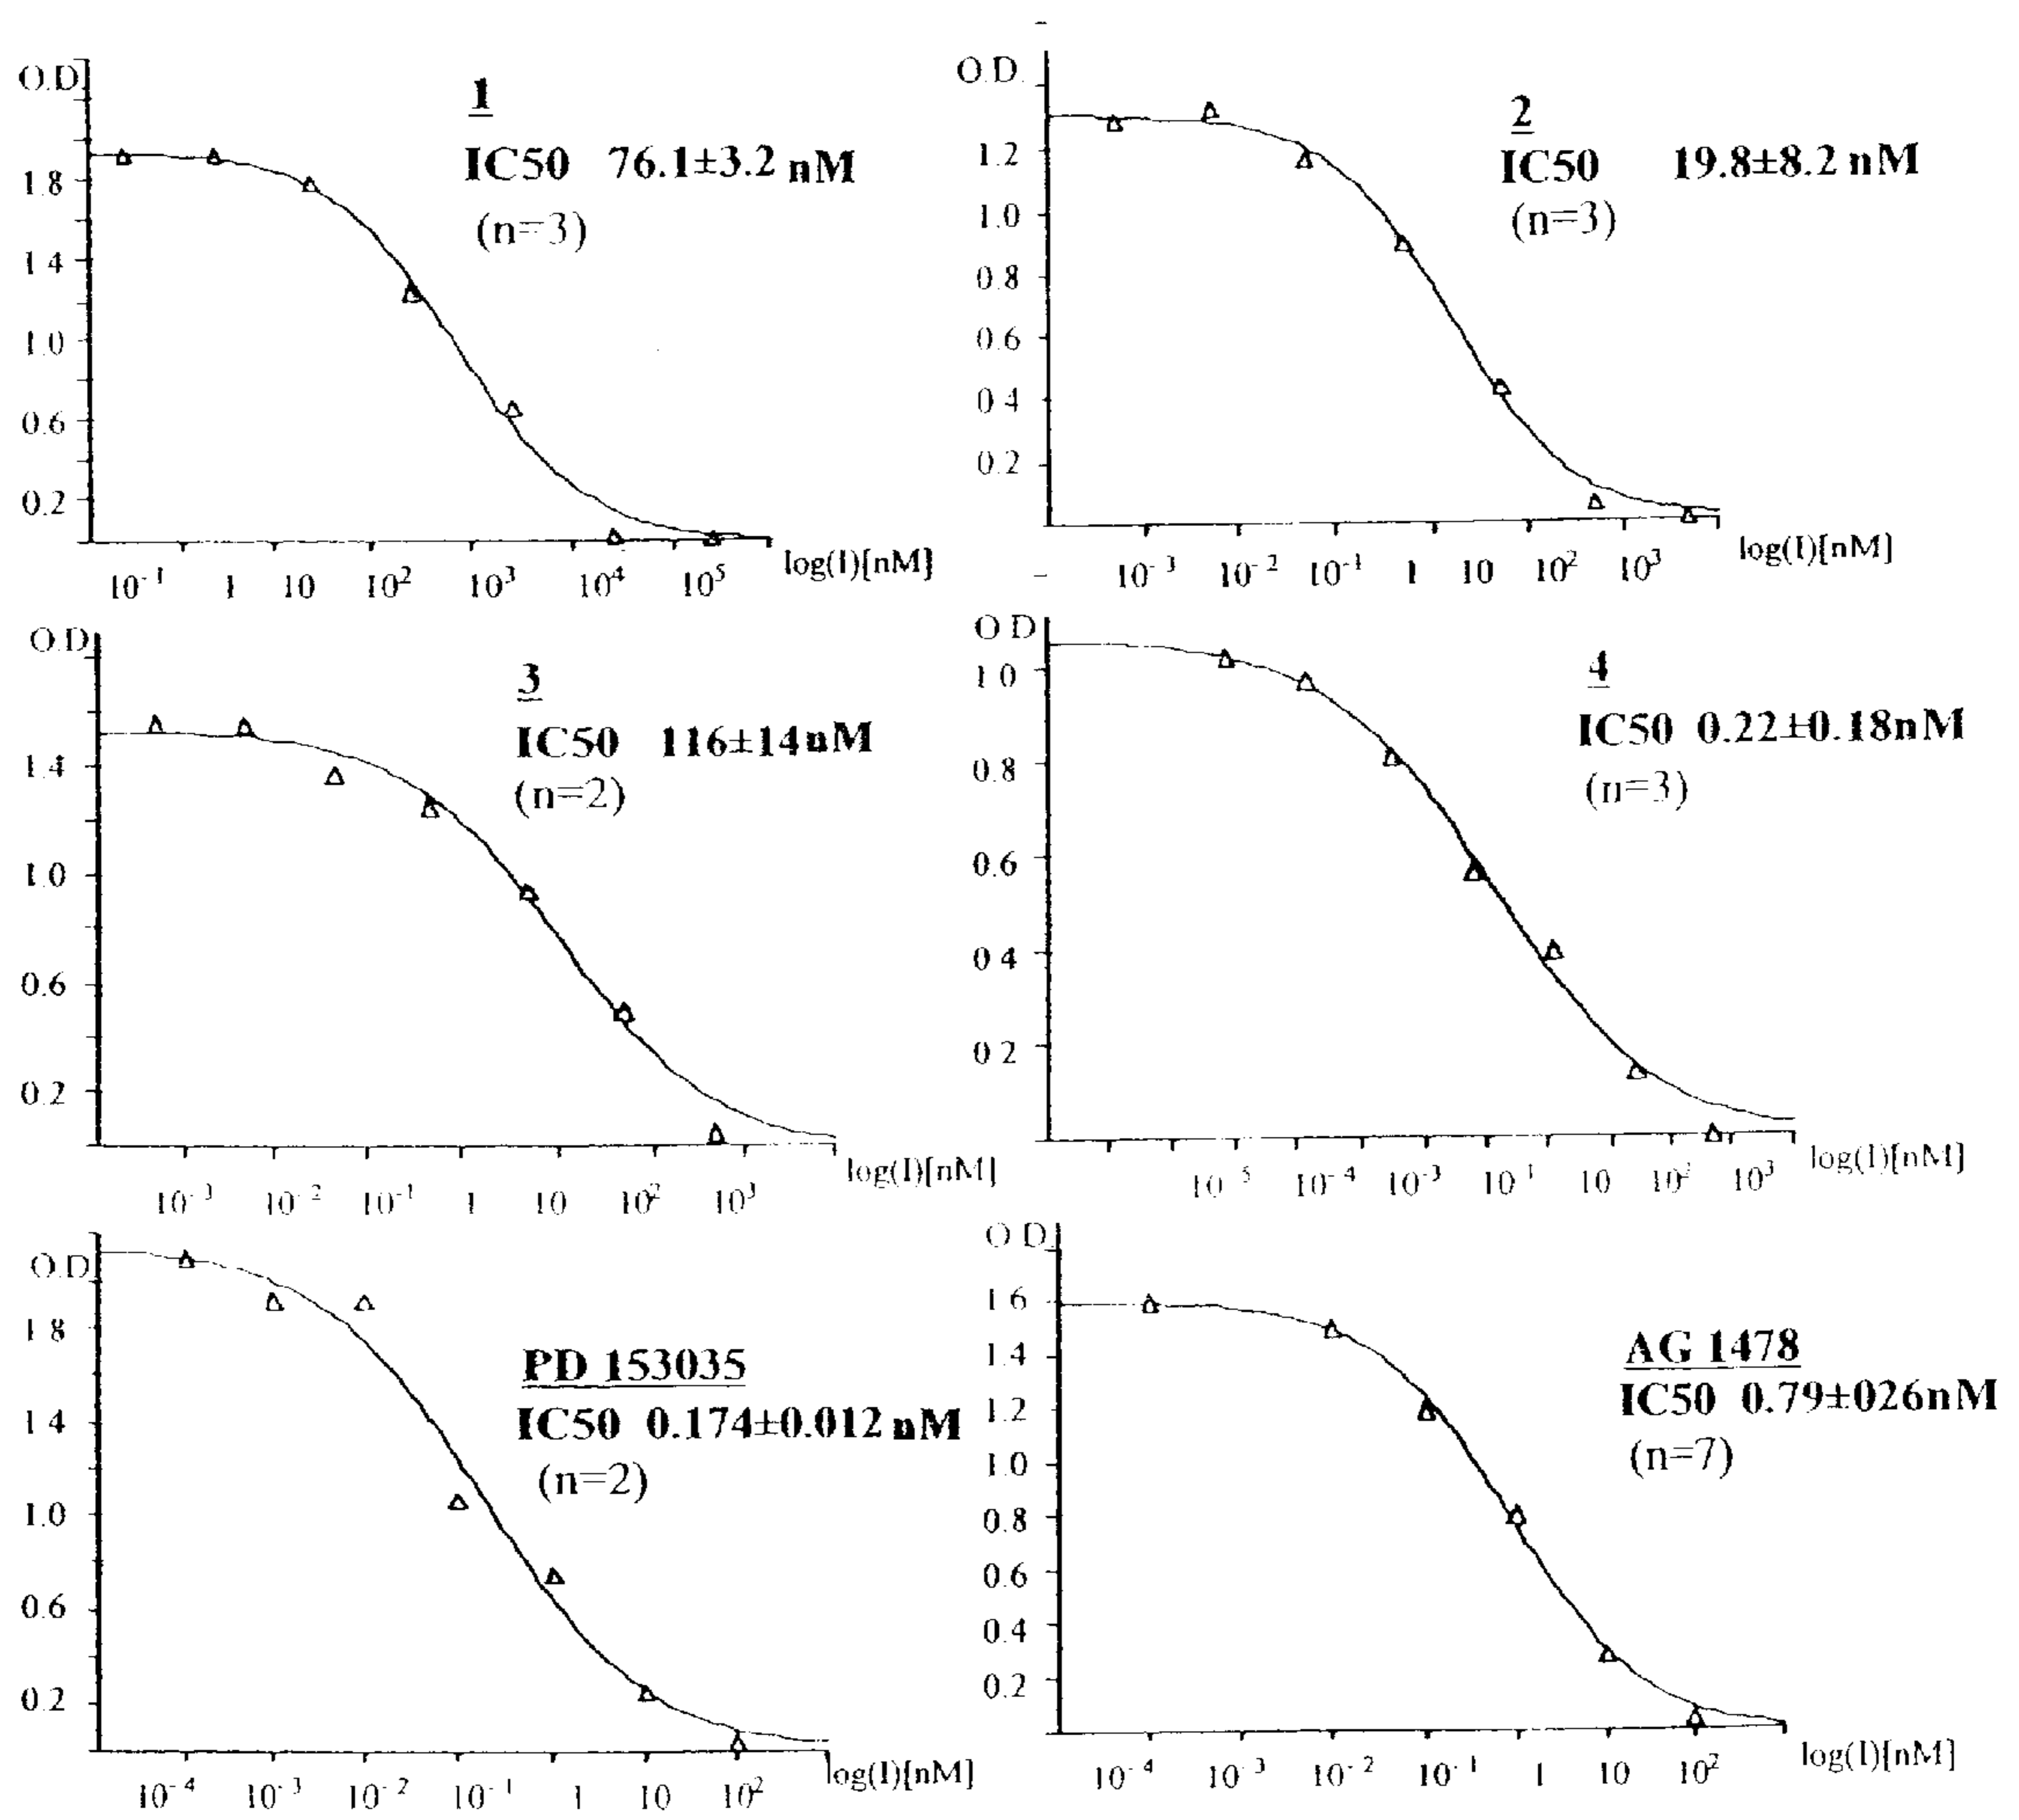 O.D
1
IC50 76.1±3.2 nM
(n=3)
1.8
1.4
1.0
0.6
0.2
10⁻¹ 1 10 10² 10³ 10⁴ 10⁵ log(I)[nM]
O.D.
2
IC50 19.8±8.2 nM
(n=3)
1.2
1.0
0.8
0.6
0.4
0.2
10⁻³ 10⁻² 10⁻¹ 1 10 10² 10³ log(I)[nM]
O.D
3
IC50 116±14nM
(n=2)
1.4
1.0
0.6
0.2
10⁻³ 10⁻² 10⁻¹ 1 10 10² 10³ log(I)[nM]
O D
4
IC50 0.22±0.18nM
(n=3)
1 0
0.8
0.6
0 4
0 2
10⁻⁵ 10⁻⁴ 10⁻³ 10⁻¹ 10 10² 10³ log(I)[nM]
O.D
PD 153035
IC50 0.174±0.012 nM
(n=2)
1 8
1 4
1.0
0.6
0.2
10⁻⁴ 10⁻³ 10⁻² 10⁻¹ 1 10 10² log(I)[nM]
O D.
AG 1478
IC50 0.79±026nM
(n=7)
1 6
1.4
1.2
1.0
0.8
0.6
0.4
0.2
10⁻⁴ 10⁻³ 10⁻² 10⁻¹ 1 10 10² log(I)[nM]